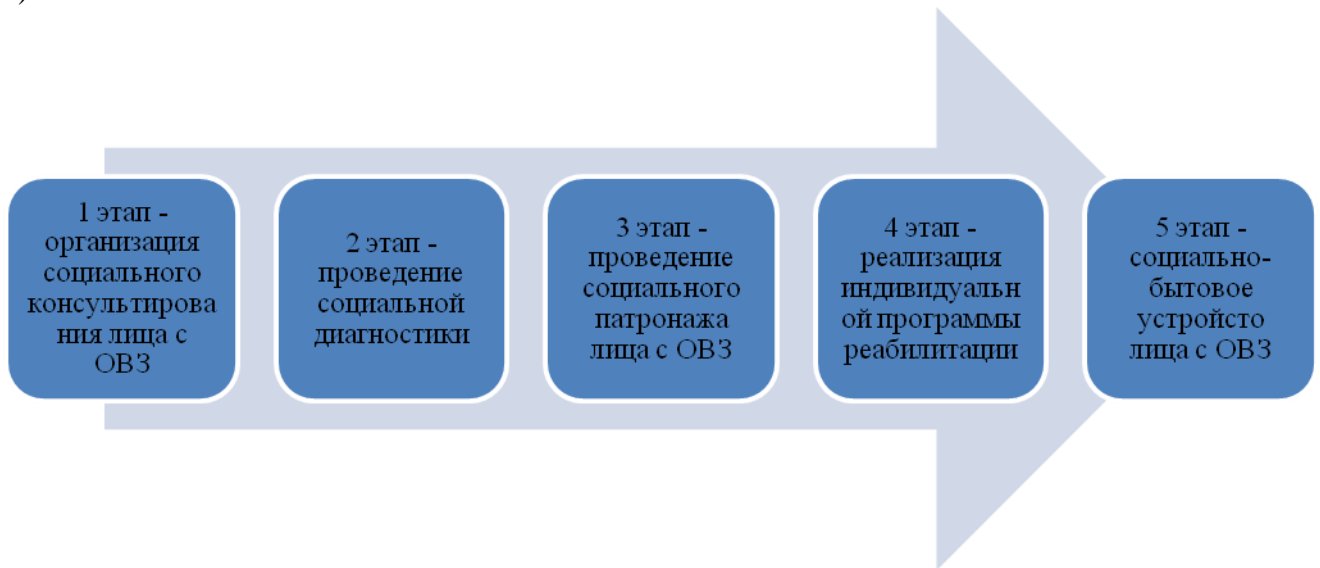 )
1 этап -
организация
социального
консультирова
ния лица с
ОВЗ
2 этап -
проведение
социальной
диагностики
3 этап -
проведение
социального
патронажа
лица с ОВЗ
4 этап -
реализация
индивидуальн
ой программы
реабилитации
5 этап -
социально-
бытовое
устройсто
лица с ОВЗ